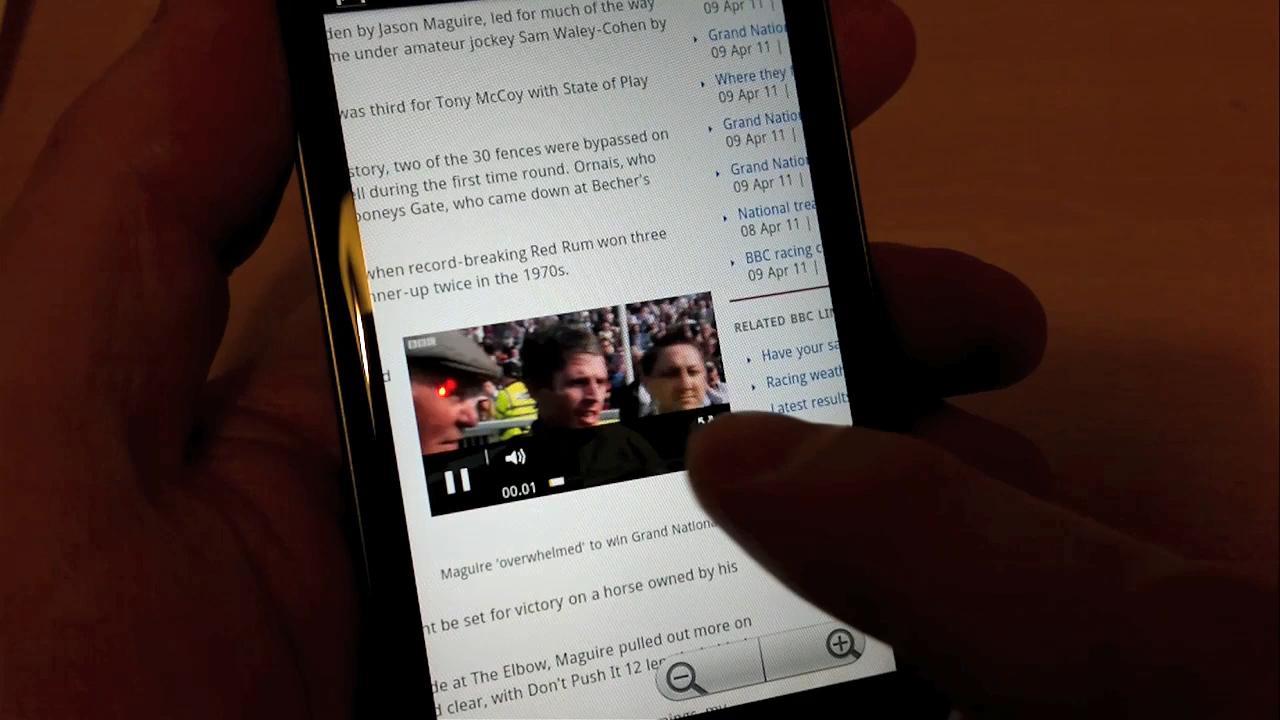 den by Jason Maguire, led for much of the way
me under amateur jockey Sam Waley-Cohen by
was third for Tony McCoy with State of Play
story, two of the 30 fences were bypassed on
ell during the first time round. Ornais, who
ooneys Gate, who came down at Becher's
when record-breaking Red Rum won three
nner-up twice in the 1970s.
d
BBC
00.01
Maguire 'overwhelmed' to win Grand Nationa
nt be set for victory on a horse owned by his
de at The Elbow, Maguire pulled out more on
d clear, with Don't Push It 12 len
09 Apr 11 |
Grand Natio
09 Apr 11 |
Where they f
09 Apr 11 |
Grand Natio
09 Apr 11 |
Grand Natio
09 Apr 11 |
National trea
08 Apr 11 |
BBC racing c
09 Apr 11 |
RELATED BBC LIN
Have your sa
Racing weath
Latest results